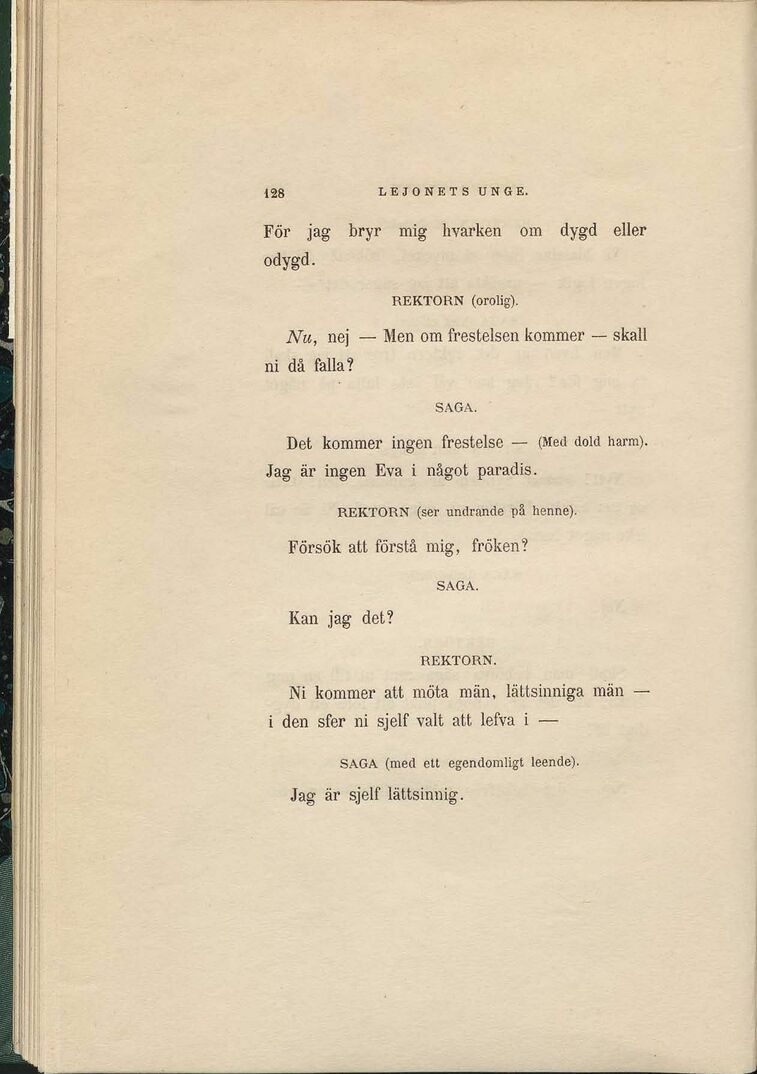 128 LEJONETS UNGE.
För jag bryr mig hvarken om dygd eller
odygd.
REKTORN (orolig).
Nu, nej — Men om frestelsen kommer — skall
ni då falla?
SAGA.
Det kommer ingen frestelse — (Med dold harm).
Jag är ingen Eva i något paradis.
REKTORN (ser undrande på henne).
Försök att förstå mig, fröken?
SAGA.
Kan jag det?
REKTORN.
Ni kommer att möta män, lättsinniga män —
i den sfer ni sjelf valt att lefva i —
SAGA (med ett egendomligt leende).
Jag är sjelf lättsinnig.